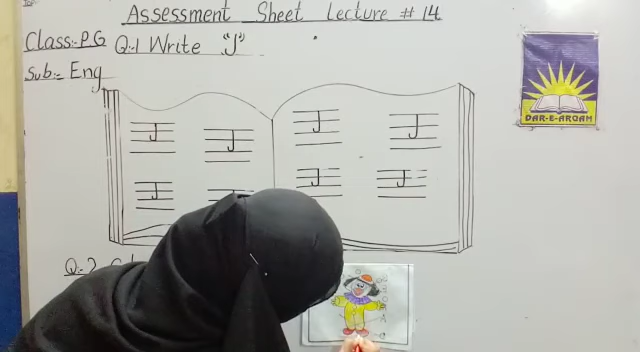 Assessment Sheet Lecture # 14
Class:- P.G Q:1 Write "J"
Sub:- Eng
J J J J
J J J
Q:2
DAR-E-ARQAM